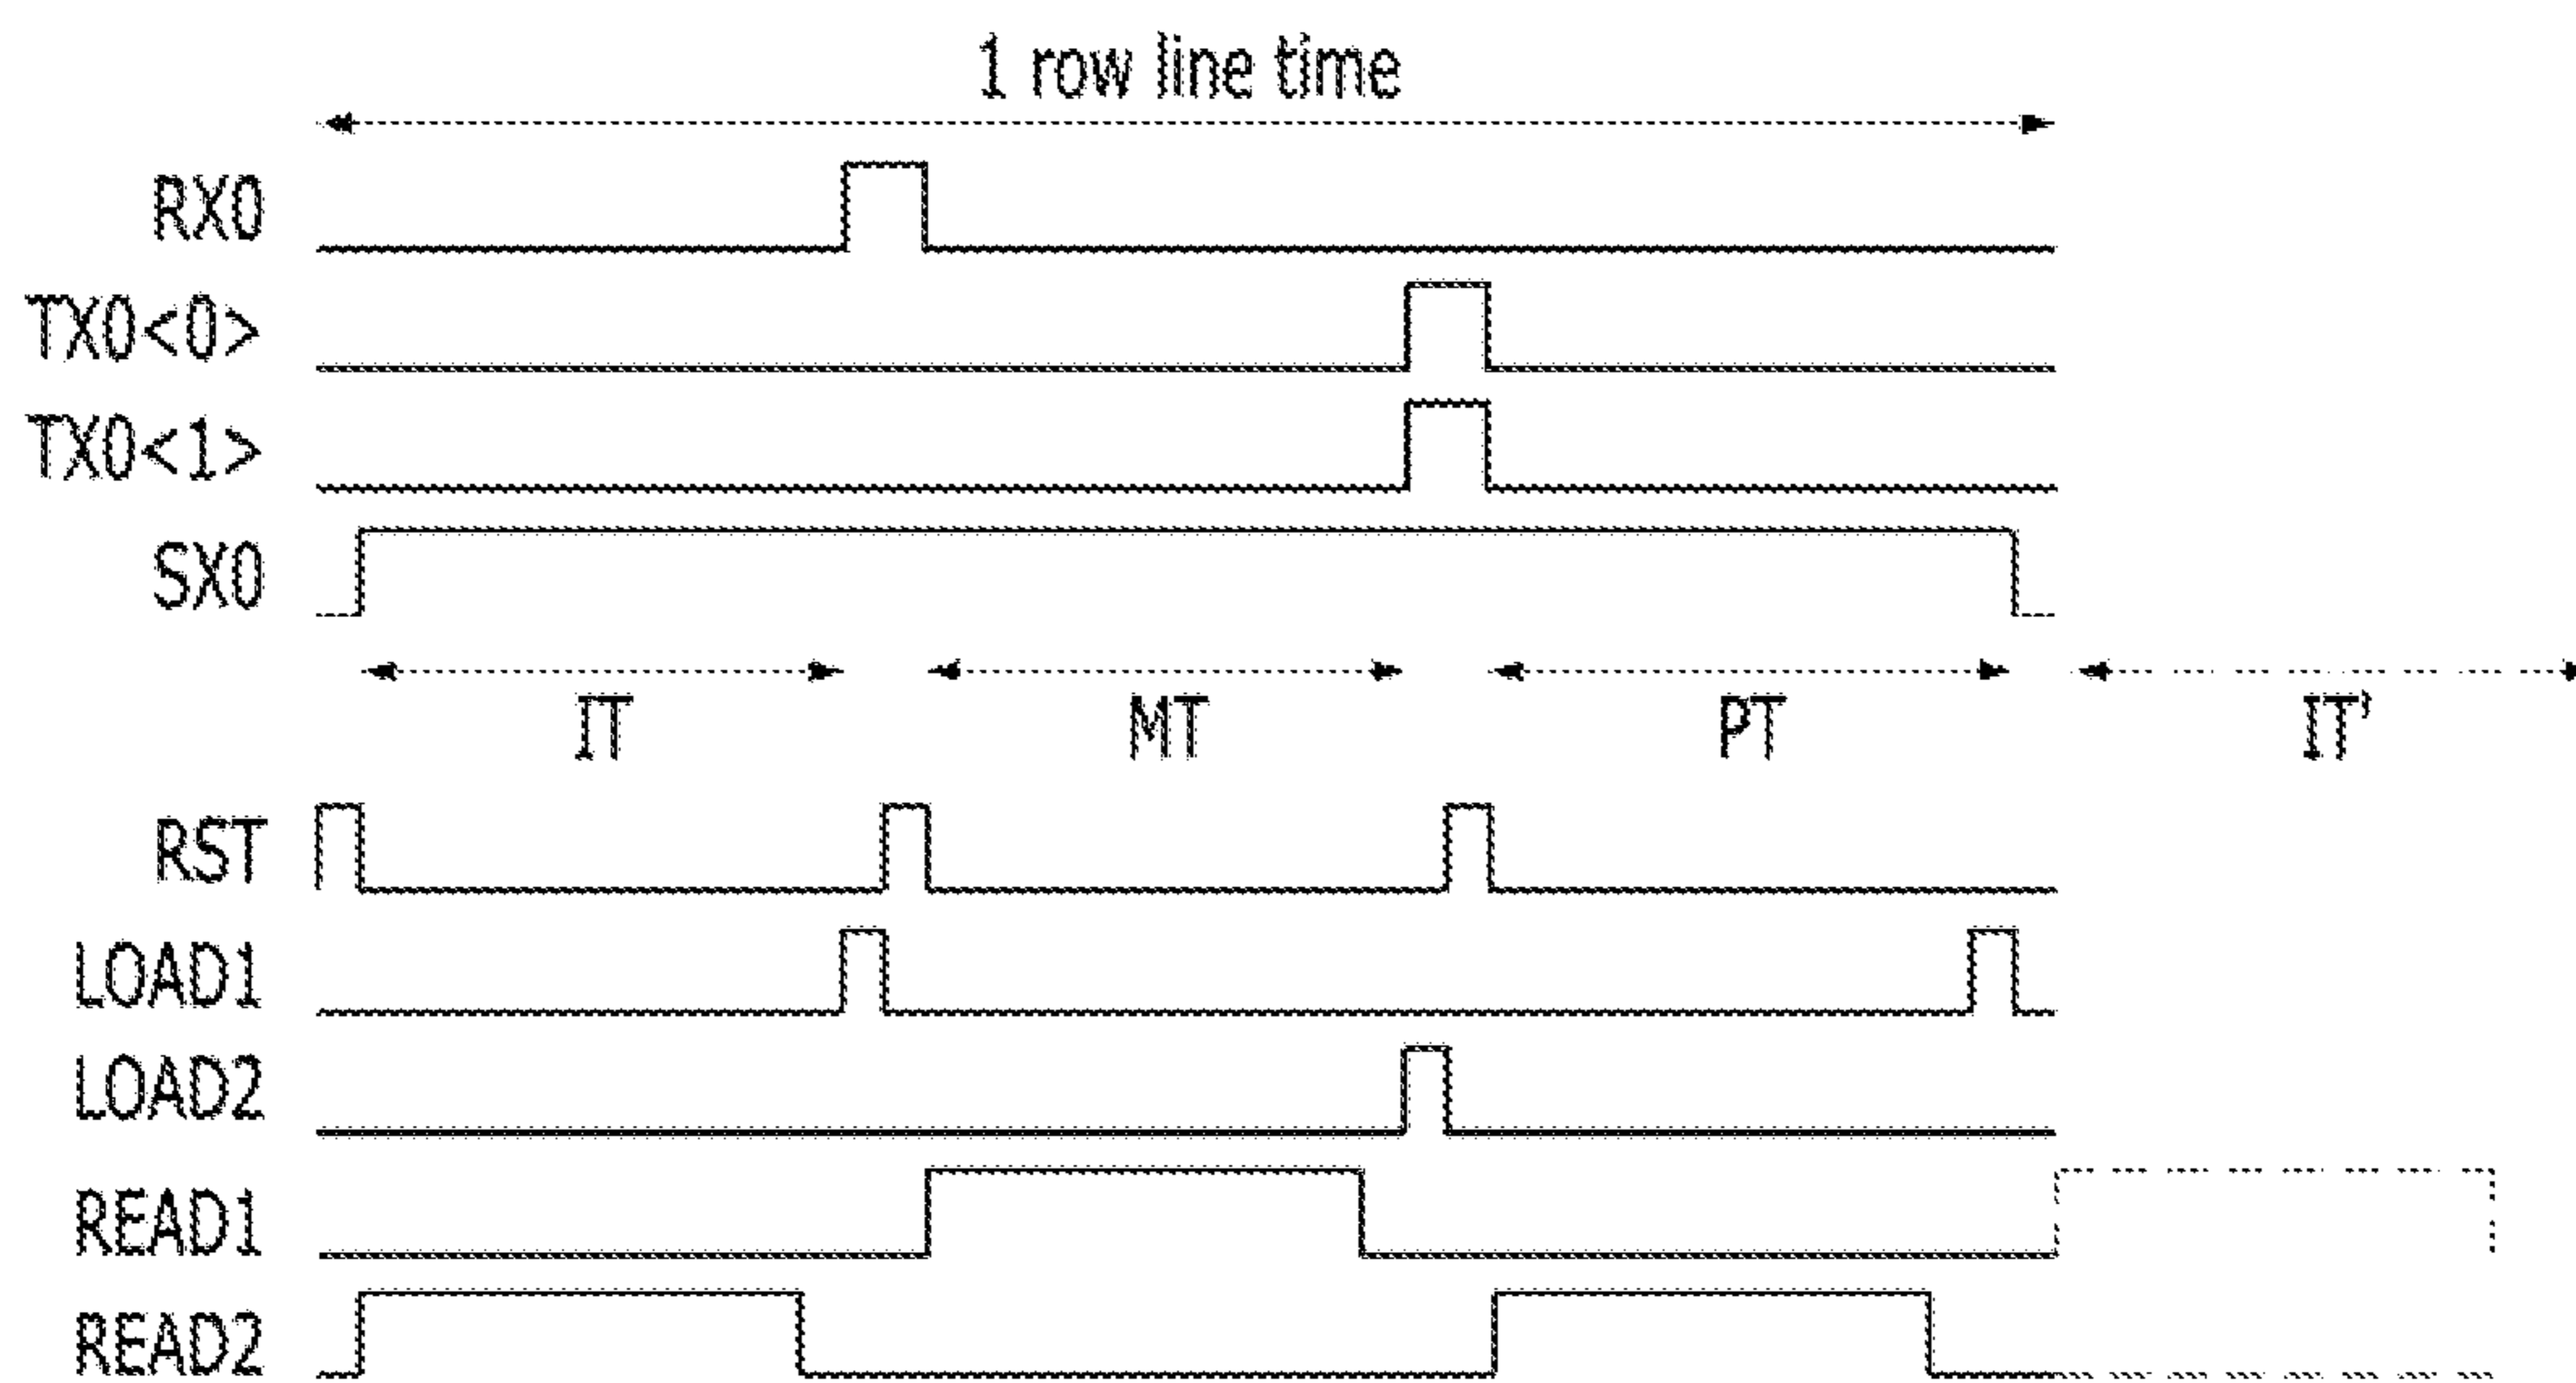 1 row line time
RX0
TX0<0>
TX0<1>
SX0
IT MT PT IT'
RST
LOAD1
LOAD2
READ1
READ2